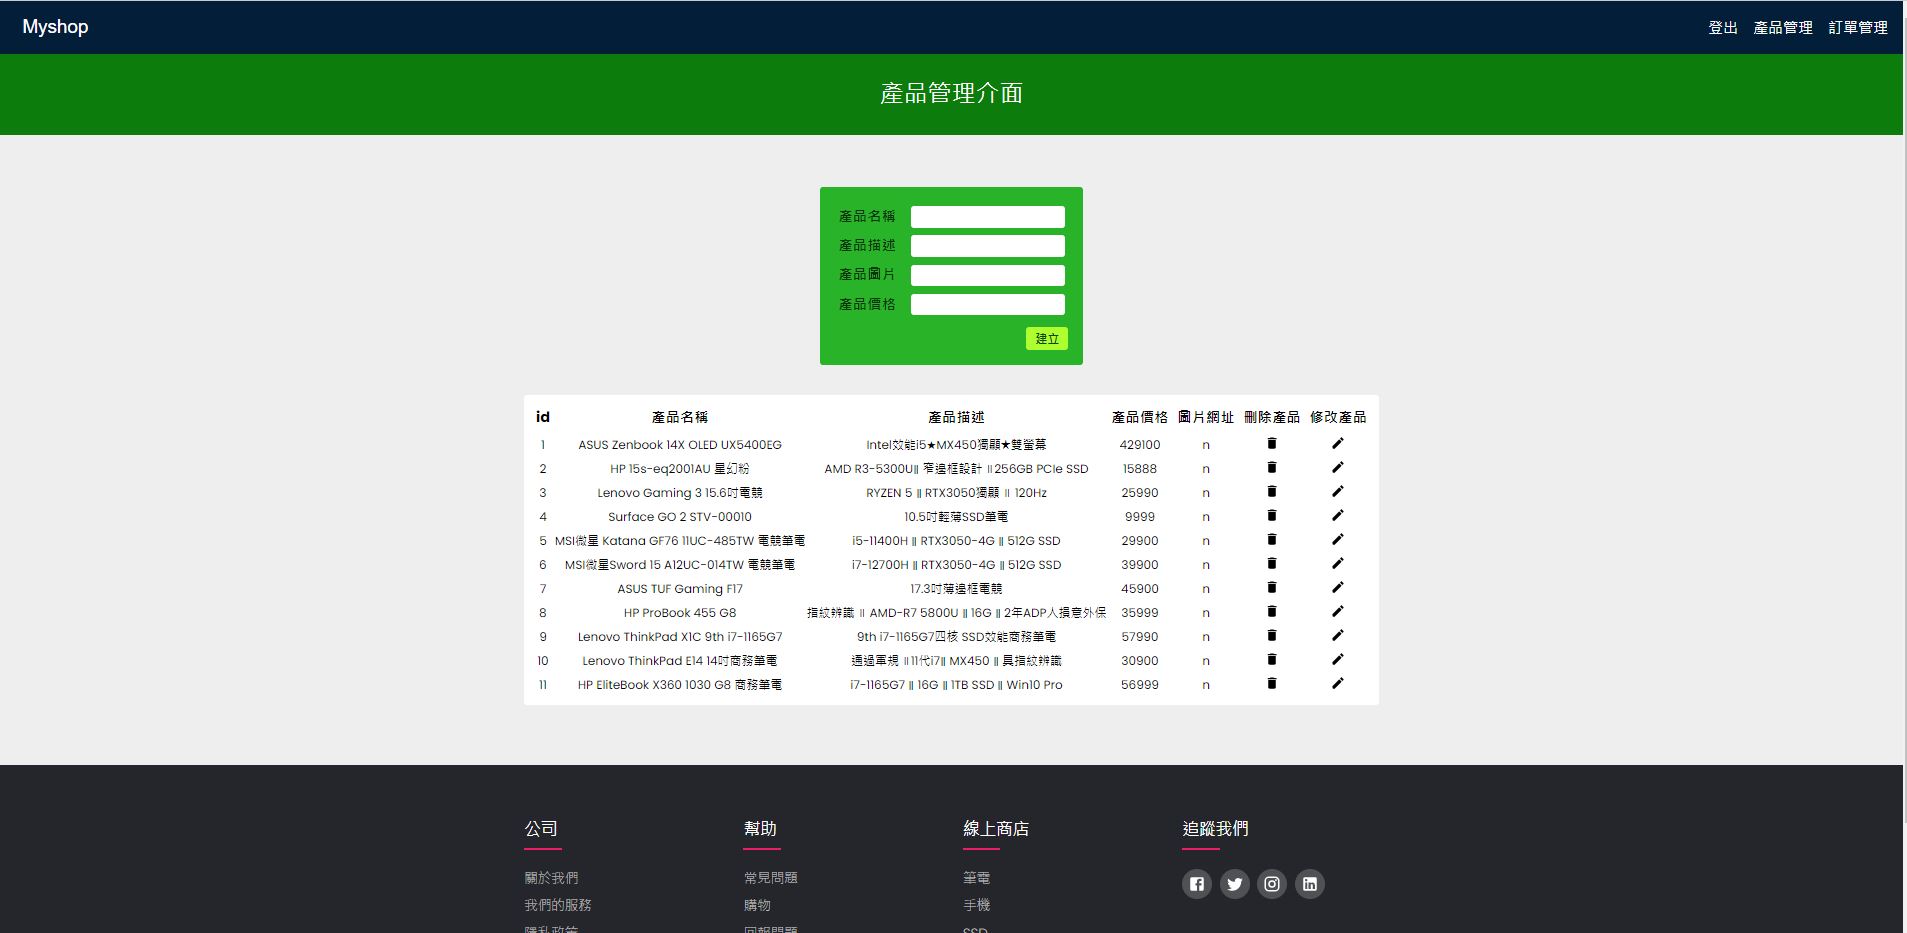 Myshop 登出 產品管理 訂單管理
產品管理介面
產品名稱
產品描述
產品圖片
產品價格
建立
id 產品名稱 產品描述 產品價格 圖片網址 刪除產品 修改產品
1 ASUS Zenbook 14X OLED UX5400EG Intel效能i5★MX450獨顯★雙螢幕 429100 n
2 HP 15s-eq2001AU 星幻粉 AMD R3-5300U∥ 窄邊框設計 ∥256GB PCIe SSD 15888 n
3 Lenovo Gaming 3 15.6吋電競 RYZEN 5 ∥ RTX3050獨顯 ∥ 120Hz 25990 n
4 Surface GO 2 STV-00010 10.5吋輕薄SSD筆電 9999 n
5 MSI微星 Katana GF76 11UC-485TW 電競筆電 i5-11400H ∥ RTX3050-4G ∥ 512G SSD 29900 n
6 MSI微星Sword 15 A12UC-014TW 電競筆電 i7-12700H ∥ RTX3050-4G ∥ 512G SSD 39900 n
7 ASUS TUF Gaming F17 17.3吋薄邊框電競 45900 n
8 HP ProBook 455 G8 指紋辨識 ∥ AMD-R7 5800U ∥ 16G ∥ 2年ADP人損意外保 35999 n
9 Lenovo ThinkPad X1C 9th i7-1165G7 9th i7-1165G7四核 SSD效能商務筆電 57990 n
10 Lenovo ThinkPad E14 14吋商務筆電 通過軍規 ∥11代i7∥ MX450 ∥ 具指紋辨識 30900 n
11 HP EliteBook X360 1030 G8 商務筆電 i7-1165G7 ∥ 16G ∥ 1TB SSD ∥ Win10 Pro 56999 n
公司 幫助 線上商店 追蹤我們
關於我們 常見問題 筆電
我們的服務 購物 手機
隱私政策 回報問題 SSD